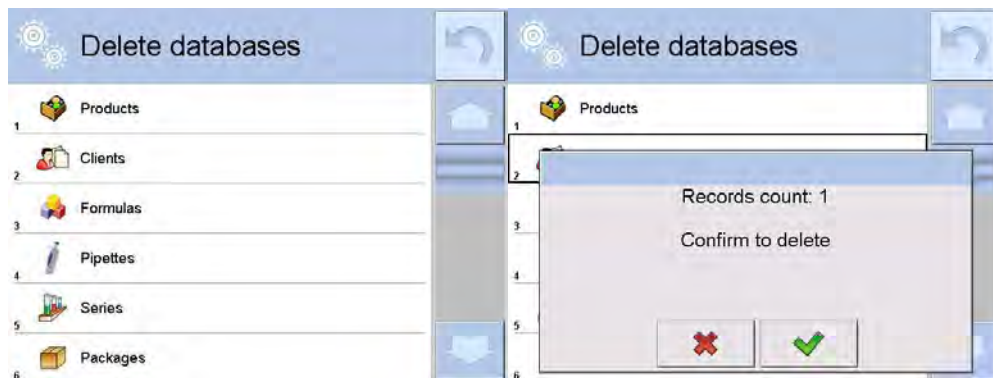 Delete databases
Products
1
Clients
2
Formulas
3
Pipettes
4
Series
5
Packages
6
Delete databases
Products
1
2
3
4
5
6
Records count: 1
Confirm to delete